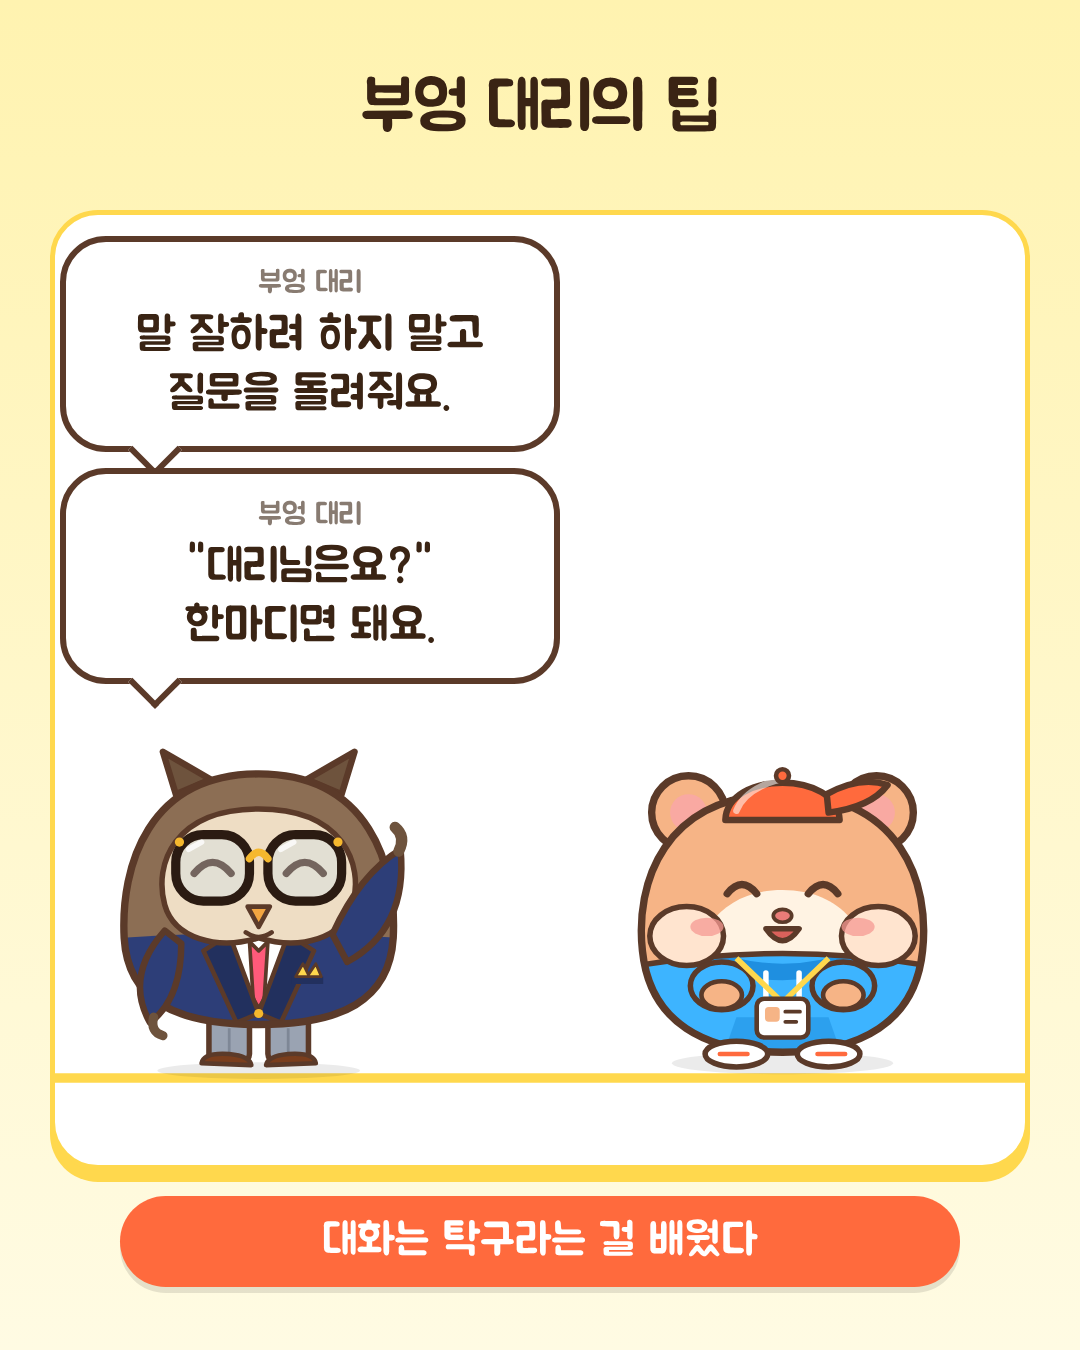 부엉 대리의 팁
부엉 대리
말 잘하려 하지 말고
질문을 돌려줘요.
부엉 대리
"대리님은요?"
한마디면 돼요.
대화는 탁구라는 걸 배웠다